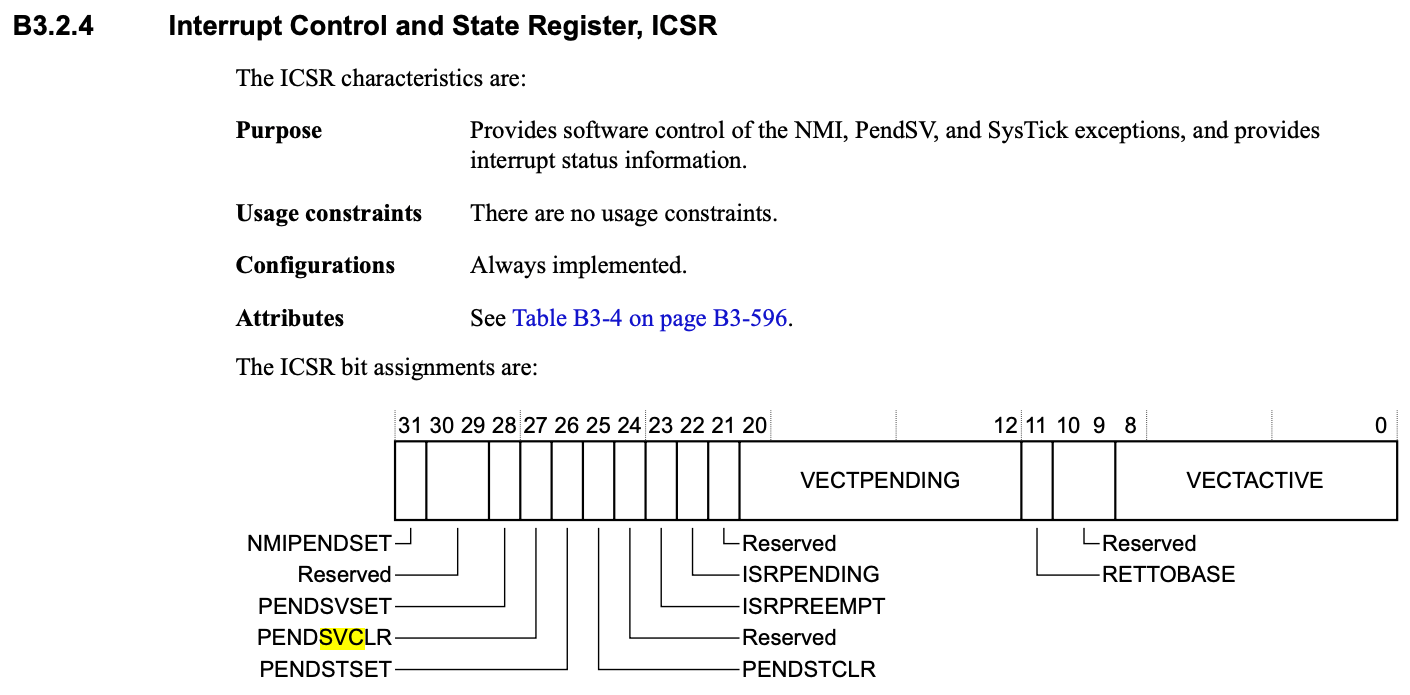 B3.2.4 Interrupt Control and State Register, ICSR
The ICSR characteristics are:
Purpose Provides software control of the NMI, PendSV, and SysTick exceptions, and provides
interrupt status information.
Usage constraints There are no usage constraints.
Configurations Always implemented.
Attributes See Table B3-4 on page B3-596.
The ICSR bit assignments are:
31 30 29 28 27 26 25 24 23 22 21 20 12 11 10 9 8 0
VECTPENDING VECTACTIVE
NMIPENDSET Reserved Reserved
Reserved ISRPENDING RETTOBASE
PENDSVSET ISRPREEMPT
PENDSVCLR Reserved
PENDSTSET PENDSTCLR